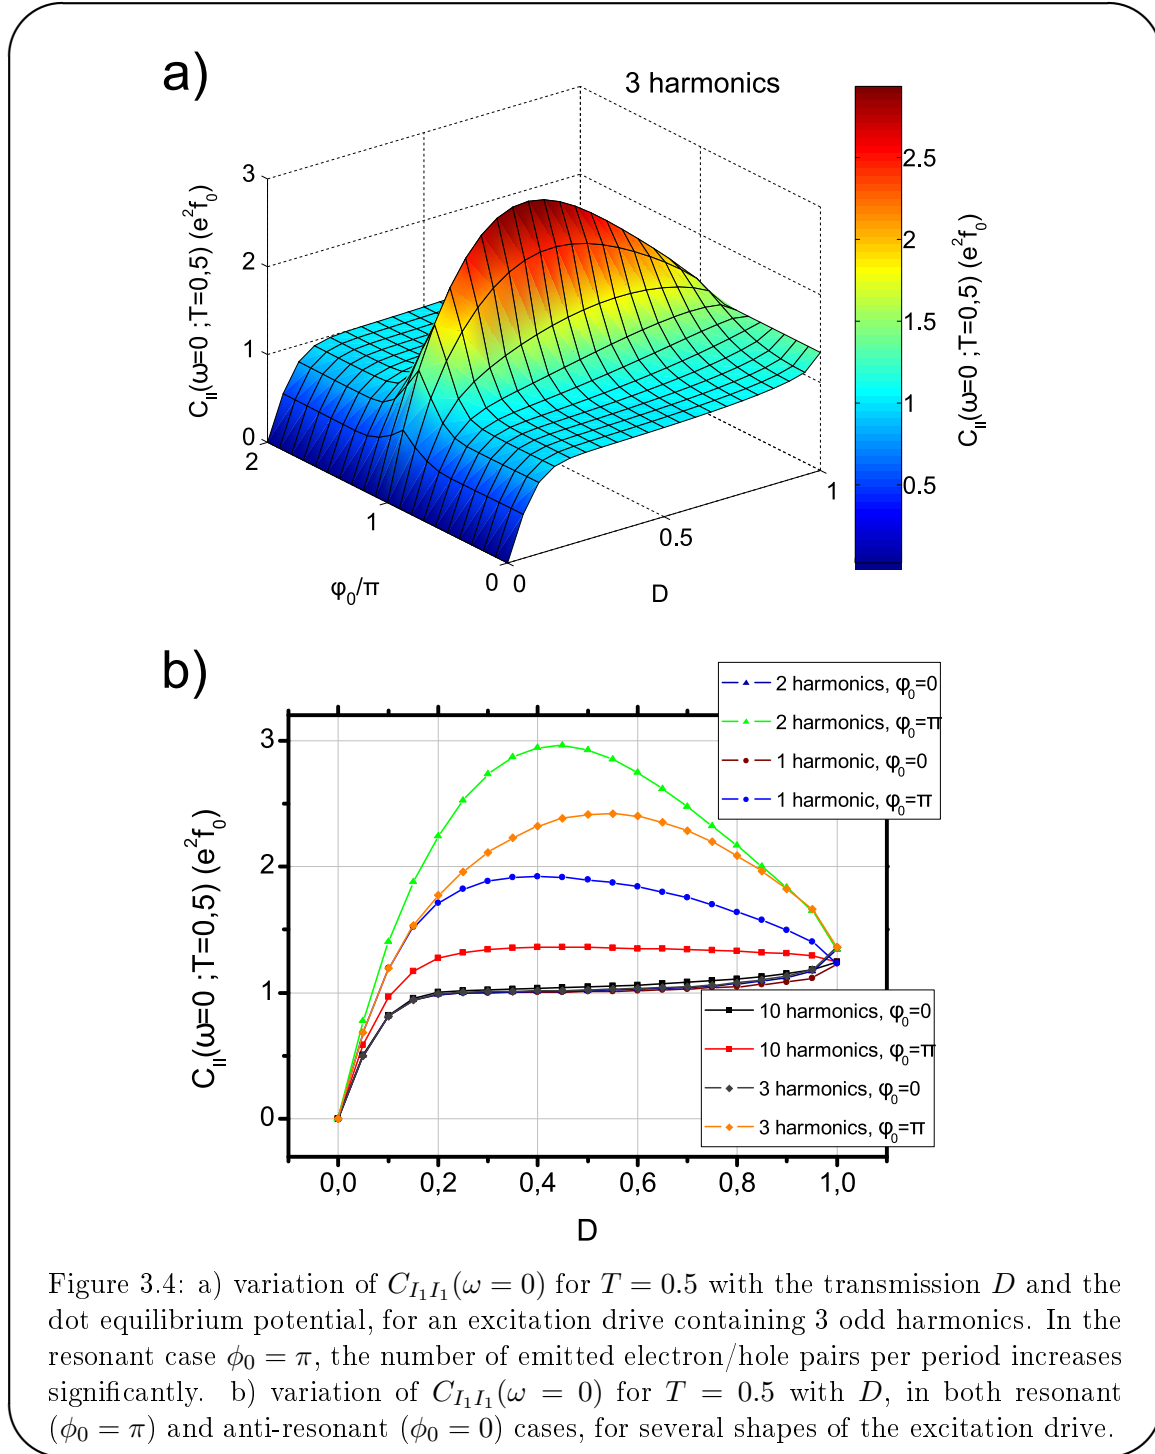 a)
3 harmonics
C_II(ω=0 ;T=0,5) (e²f₀)
3
2
1
0
2
1
0
φ₀/π
0
0.5
1
D
2.5
2
1.5
1
0.5
C_II(ω=0 ;T=0,5) (e²f₀)
b)
2 harmonics, φ₀=0
2 harmonics, φ₀=π
1 harmonic, φ₀=0
1 harmonic, φ₀=π
C_II(ω=0 ;T=0,5) (e²f₀)
3
2
1
0
10 harmonics, φ₀=0
10 harmonics, φ₀=π
3 harmonics, φ₀=0
3 harmonics, φ₀=π
0,0 0,2 0,4 0,6 0,8 1,0
D
Figure 3.4: a) variation of C_{I₁I₁}(ω = 0) for T = 0.5 with the transmission D and the
dot equilibrium potential, for an excitation drive containing 3 odd harmonics. In the
resonant case ϕ₀ = π, the number of emitted electron/hole pairs per period increases
significantly. b) variation of C_{I₁I₁}(ω = 0) for T = 0.5 with D, in both resonant
(ϕ₀ = π) and anti-resonant (ϕ₀ = 0) cases, for several shapes of the excitation drive.